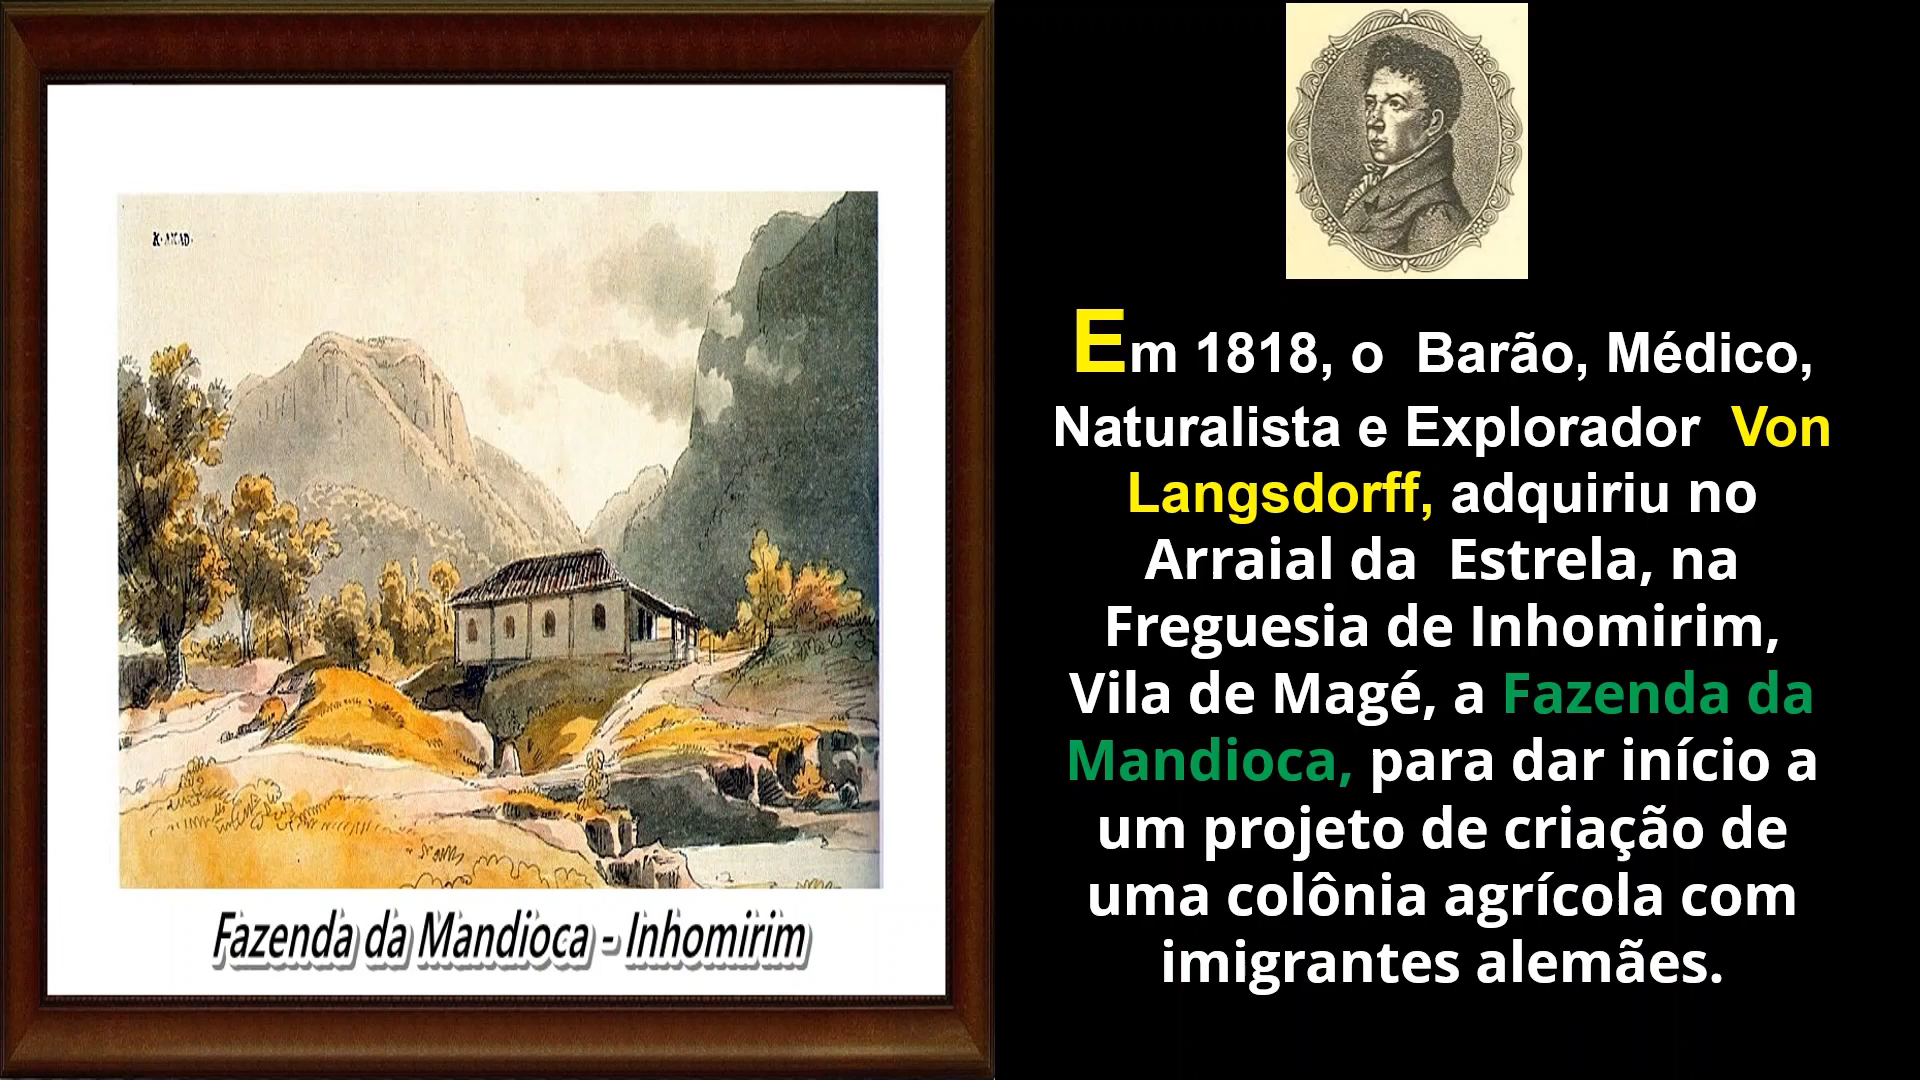 Fazenda da Mandioca - Inhomirim
Em 1818, o Barão, Médico,
Naturalista e Explorador Von
Langsdorff, adquiriu no
Arraial da Estrela, na
Freguesia de Inhomirim,
Vila de Magé, a Fazenda da
Mandioca, para dar início a
um projeto de criação de
uma colônia agrícola com
imigrantes alemães.